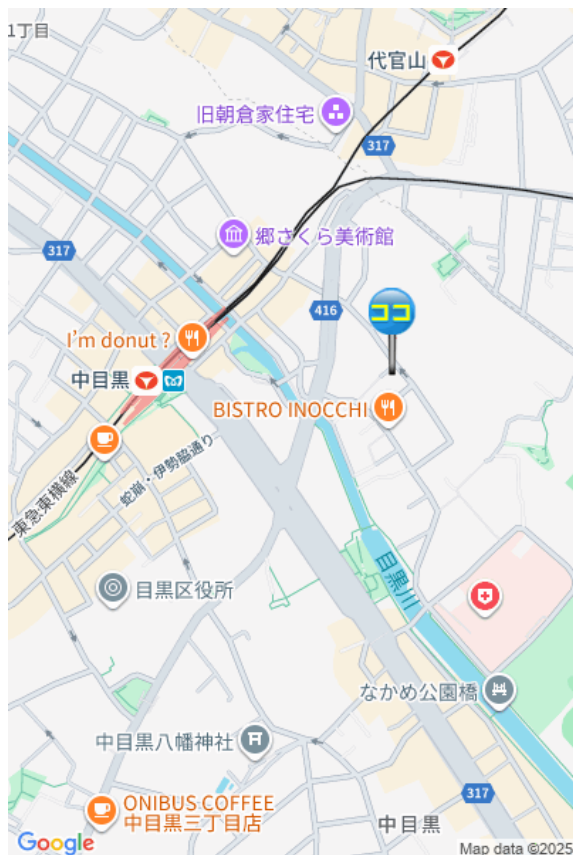 1丁目
代官山
旧朝倉家住宅
317
郷さくら美術館
317
416
ココ
I'm donut ?
中目黒
BISTRO INOCCHI
蛇崩・伊勢脇通り
東急東横線
目黒川
目黒区役所
なかめ公園橋
中目黒八幡神社
317
ONIBUS COFFEE
中目黒三丁目店
中目黒
Google
Map data ©2025